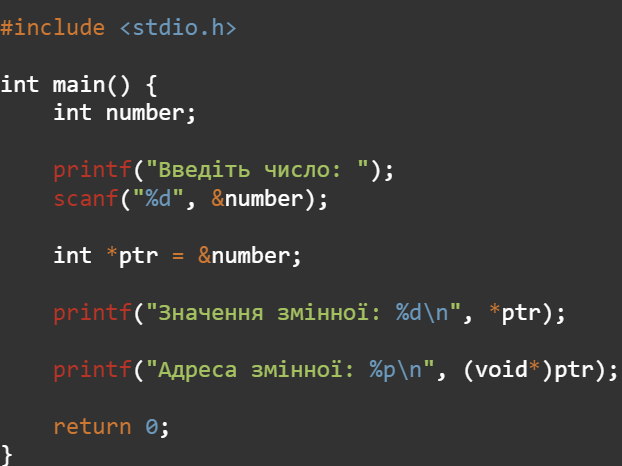 #include <stdio.h>
int main() {
    int number;
    printf("Введіть число: ");
    scanf("%d", &number);
    int *ptr = &number;
    printf("Значення змінної: %d\n", *ptr);
    printf("Адреса змінної: %p\n", (void*)ptr);
    return 0;
}